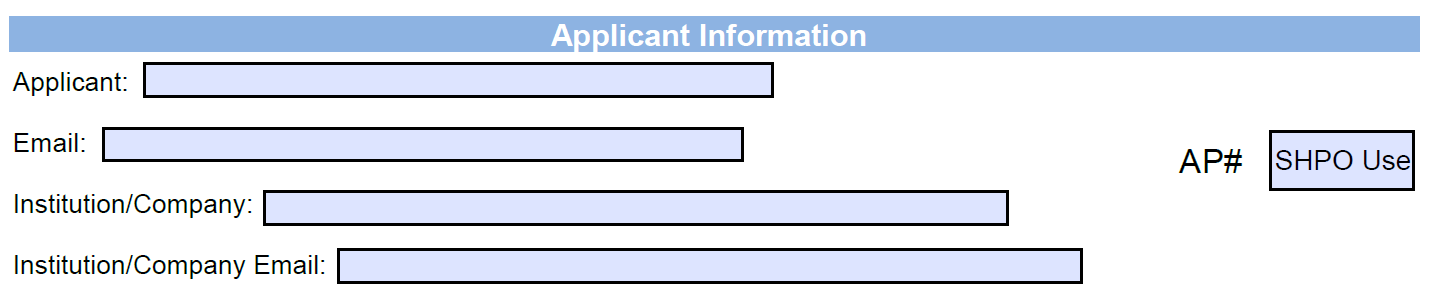 Applicant Information
Applicant:
Email:
AP# SHPO Use
Institution/Company:
Institution/Company Email: